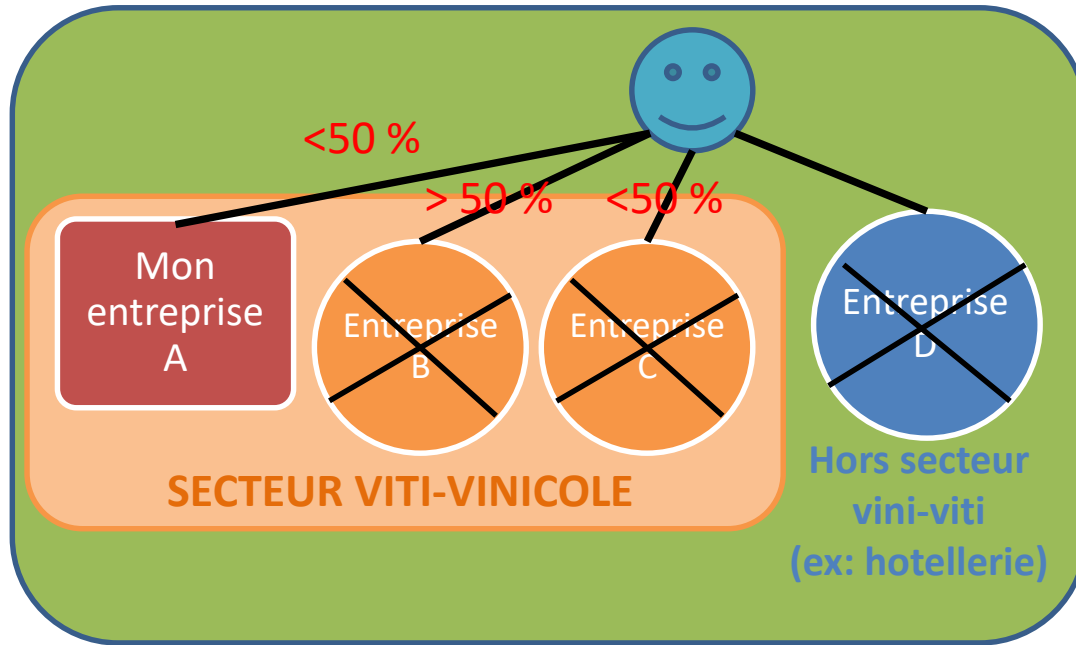 <50 %
> 50 %
<50 %
Mon
entreprise
A
Entreprise
B
Entreprise
C
Entreprise
D
SECTEUR VITI-VINICOLE
Hors secteur
vini-viti
(ex: hotellerie)